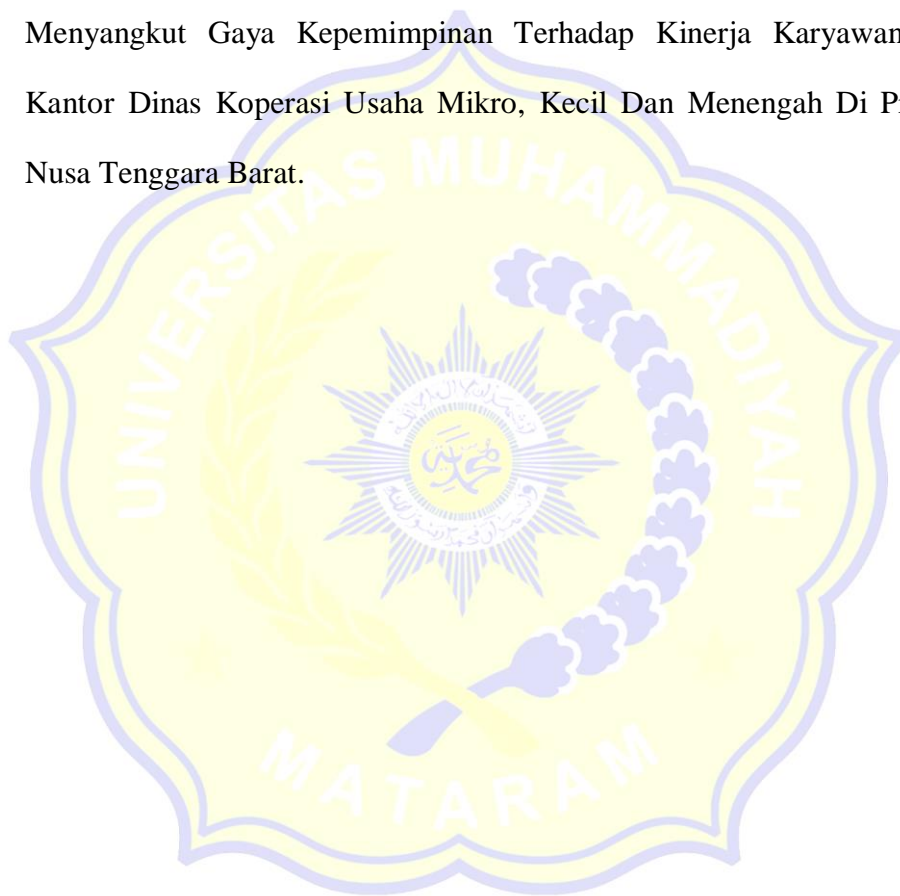 Menyangkut Gaya Kepemimpinan Terhadap Kinerja Karyawan
Kantor Dinas Koperasi Usaha Mikro, Kecil Dan Menengah Di
Nusa Tenggara Barat.
UNIVERSITAS MUHAMMADIYAH
MATARAM